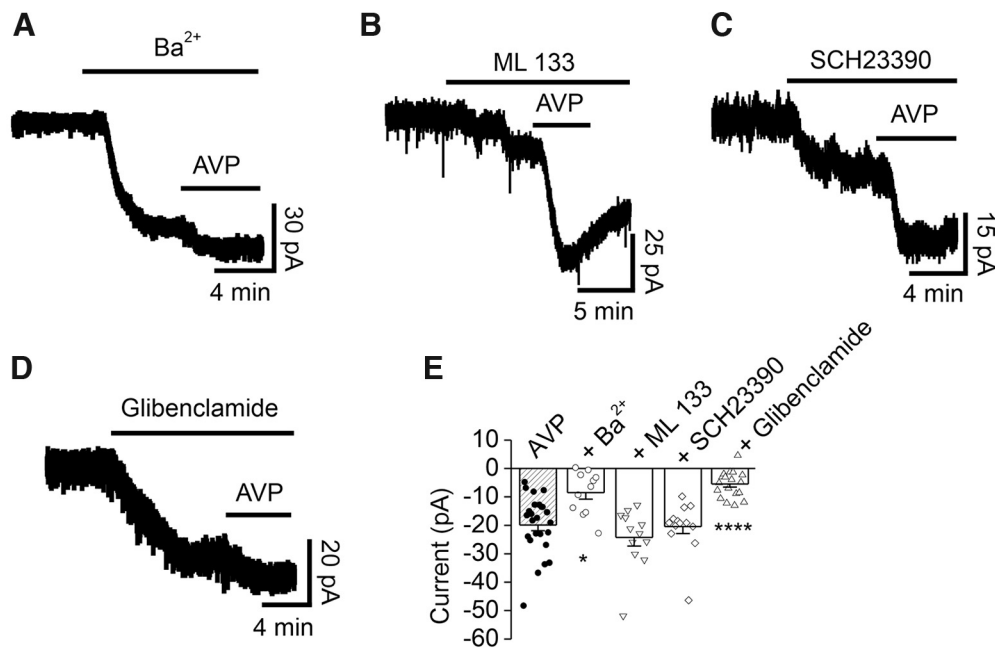 A
Ba²⁺
AVP
30 pA
4 min
B
ML 133
AVP
25 pA
5 min
C
SCH23390
AVP
15 pA
4 min
D
Glibenclamide
AVP
20 pA
4 min
E
AVP
+ Ba²⁺
+ ML 133
+ SCH23390
+ Glibenclamide
Current (pA)
10
0
-10
-20
-30
-40
-50
-60
*
****